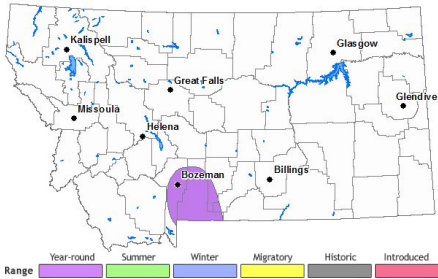 Kalispell
Glasgow
Great Falls
Glendive
Missoula
Helena
Billings
Bozeman
Year-round Summer Winter Migratory Historic Introduced
Range